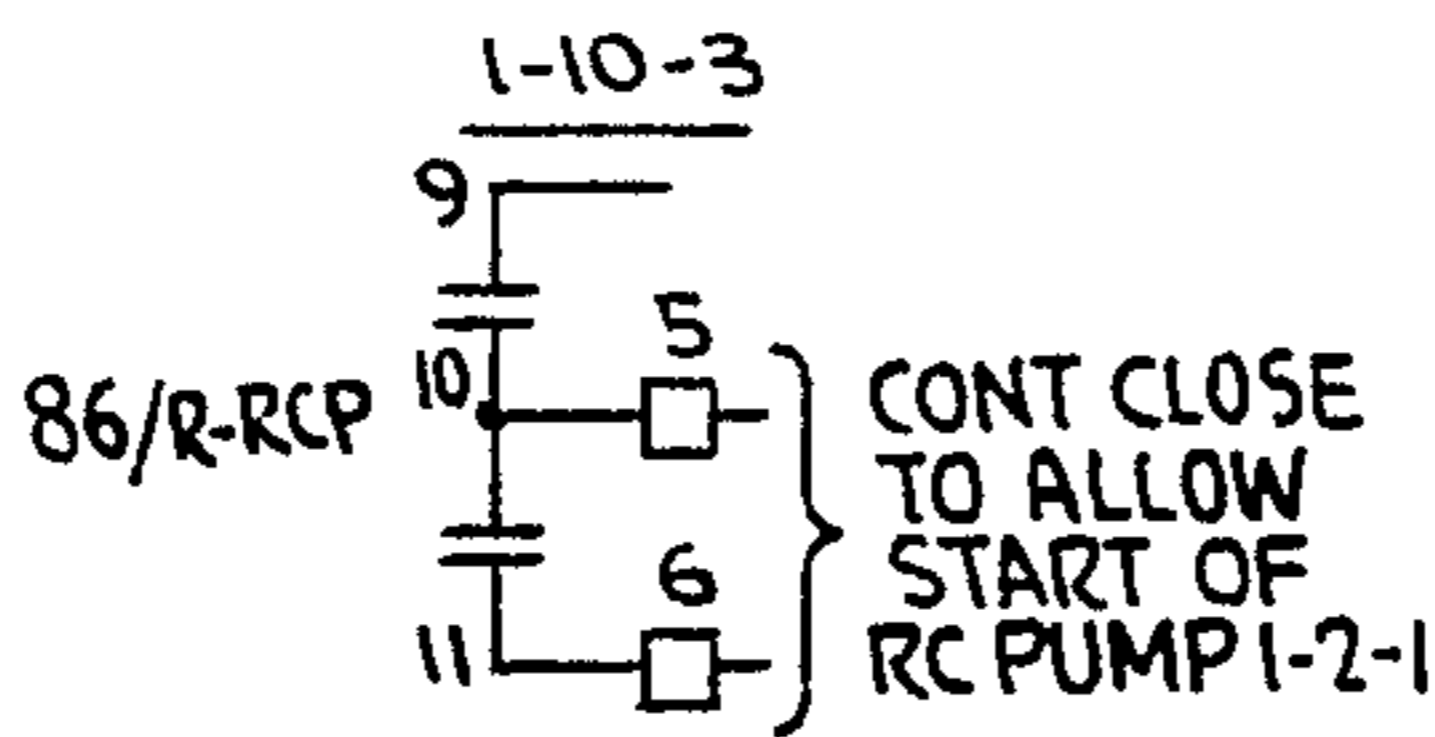 1-10-3
9
10
5
86/R-RCP
11
6
CONT CLOSE
TO ALLOW
START OF
RC PUMP 1-2-1